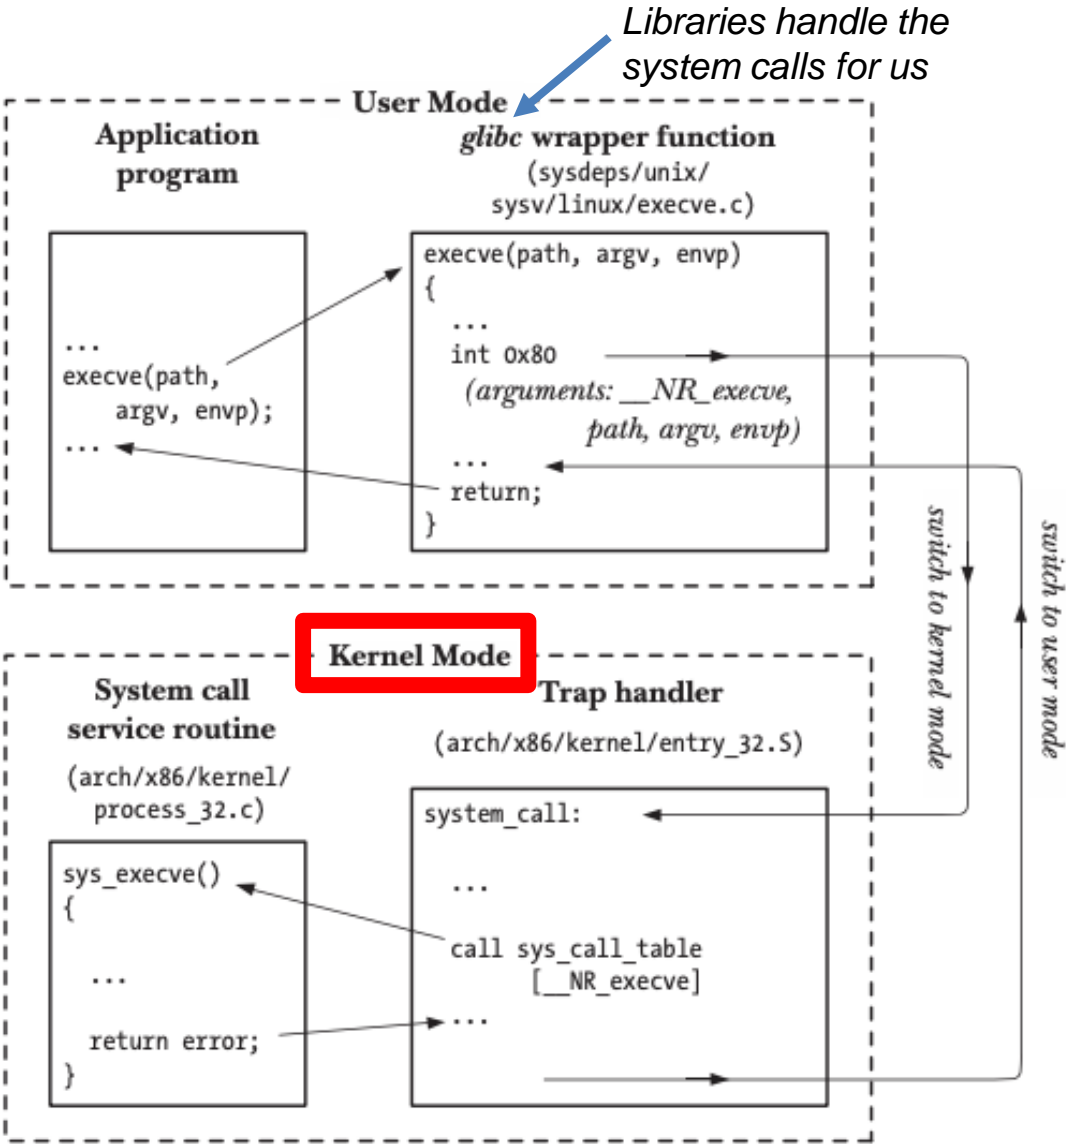 Libraries handle the
system calls for us
User Mode
Application
program
glibc wrapper function
(sysdeps/unix/
sysv/linux/execve.c)
...
execve(path,
argv, envp);
...
execve(path, argv, envp)
{
...
int 0x80
(arguments: __NR_execve,
path, argv, envp)
...
return;
}
switch to kernel mode
switch to user mode
Kernel Mode
System call
service routine
(arch/x86/kernel/
process_32.c)
Trap handler
(arch/x86/kernel/entry_32.S)
sys_execve()
{
...
return error;
}
system_call:
...
call sys_call_table
[__NR_execve]
...